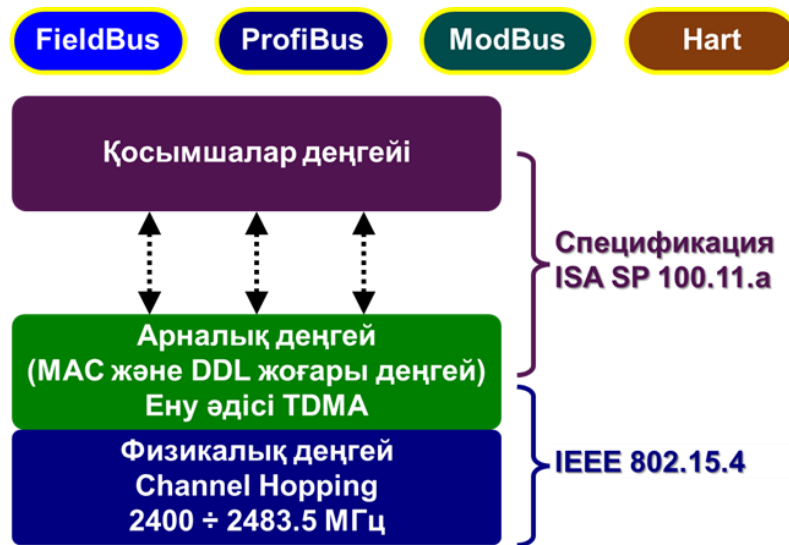 FieldBus
ProfiBus
ModBus
Hart
Қосымшалар деңгейі
Спецификация
ISA SP 100.11.a
Арналық деңгей
(MAC және DDL жоғары деңгей)
Ену әдісі TDMA
Физикалық деңгей
Channel Hopping
2400 ÷ 2483.5 МГц
IEEE 802.15.4